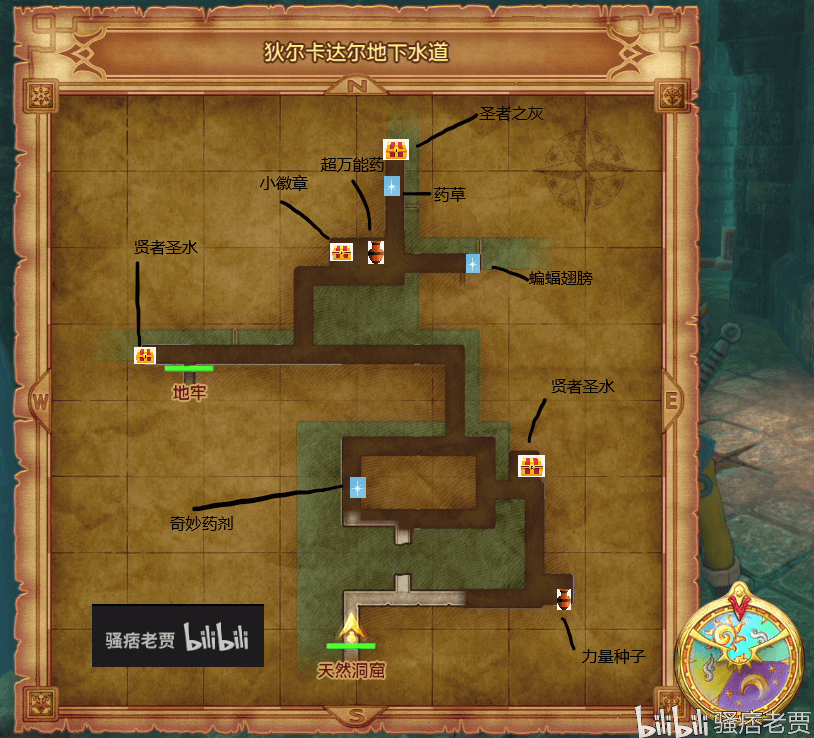 狄尔卡达尔地下水道
N
圣者之灰
超万能药
小徽章
药草
贤者圣水
蝙蝠翅膀
地牢
W
E
贤者圣水
奇妙药剂
骚痞老贾 bilibili
力量种子
天然洞窟
S
bilibili 骚痞老贾